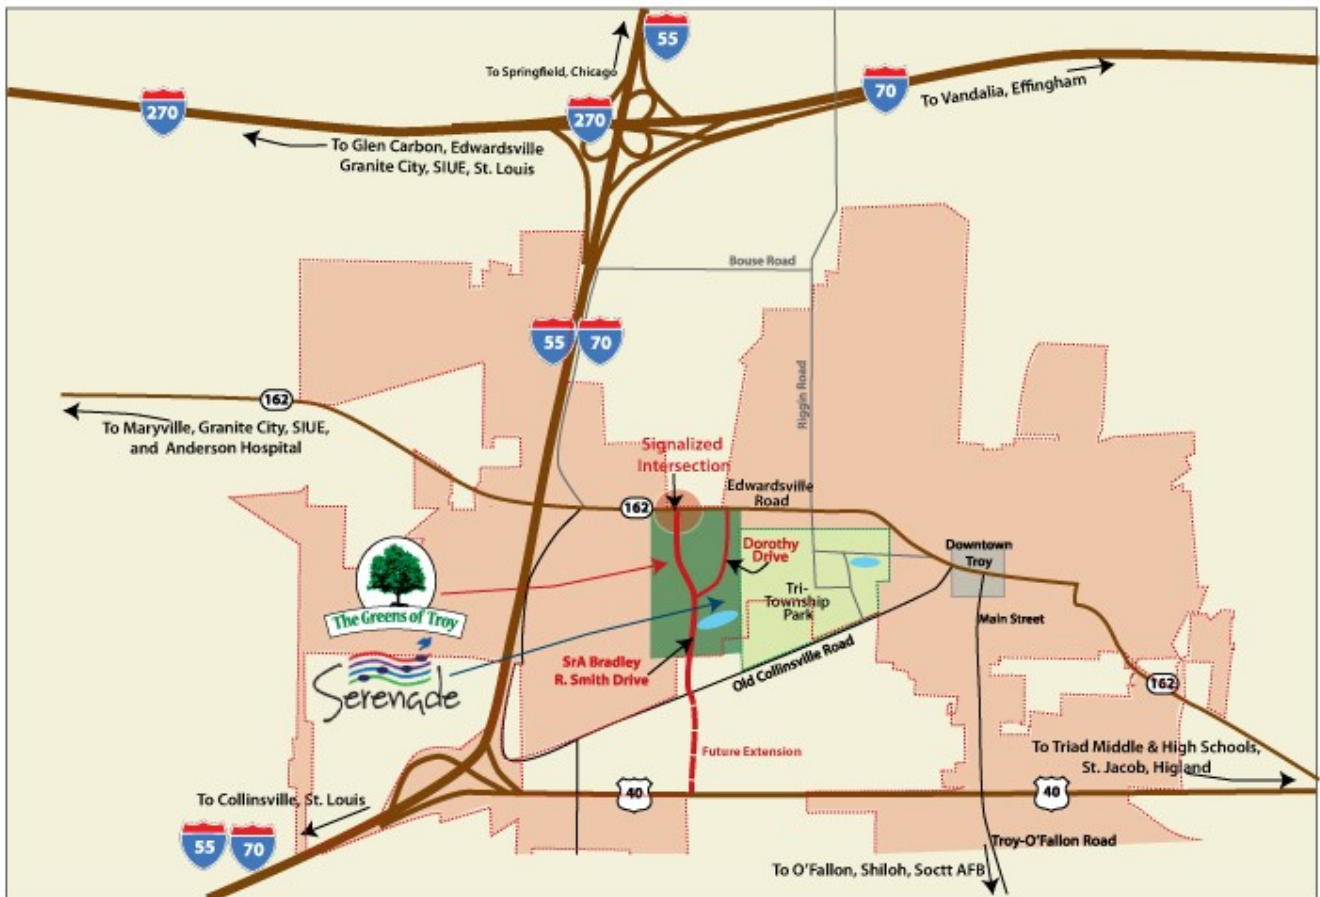 55
To Springfield, Chicago
270
270
70
To Vandalia, Effingham
To Glen Carbon, Edwardsville
Granite City, SIUE, St. Louis
Bouse Road
55
70
Riggin Road
162
To Maryville, Granite City, SIUE,
and Anderson Hospital
Signalized
Intersection
162
Edwardsville
Road
Dorothy
Drive
Downtown
Troy
Tri-
Township
Park
The Greens of Troy
Main Street
Serenade
SrA Bradley
R. Smith Drive
Old Collinsville Road
162
Future Extension
To Triad Middle & High Schools,
St. Jacob, Higland
40
40
To Collinsville, St. Louis
55
70
Troy-O'Fallon Road
To O'Fallon, Shiloh, Soctt AFB